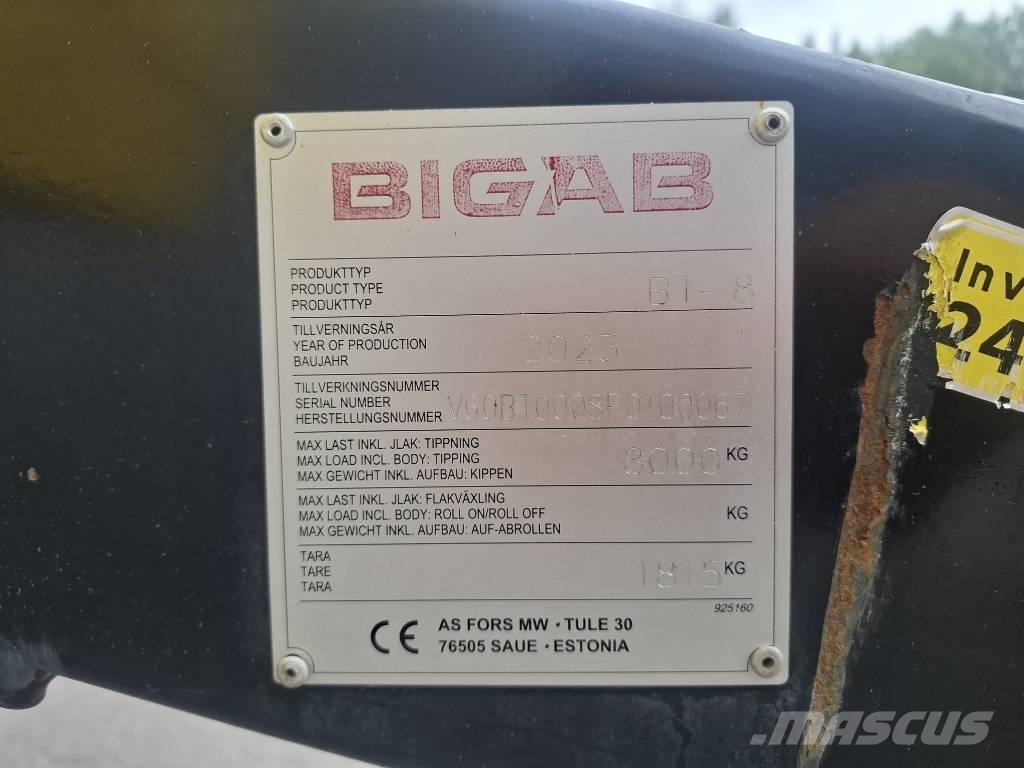 BIGAB
PRODUKTTYP
PRODUCT TYPE BT-8
PRODUKTTYP
TILLVERNINGSÅR
YEAR OF PRODUCTION 2023
BAUJAHR
TILLVERKNINGSNUMMER
SERIAL NUMBER
HERSTELLUNGSNUMMER VG0BT0008P0100067
MAX LAST INKL. JLAK: TIPPNING
MAX LOAD INCL. BODY: TIPPING 8000 KG
MAX GEWICHT INKL. AUFBAU: KIPPEN
MAX LAST INKL. JLAK: FLAKVÄXLING
MAX LOAD INCL. BODY: ROLL ON/ROLL OFF KG
MAX GEWICHT INKL. AUFBAU: AUF-ABROLLEN
TARA
TARE 1815 KG
TARA
925160
CE AS FORS MW · TULE 30
76505 SAUE · ESTONIA
Inv
24
MASCUS